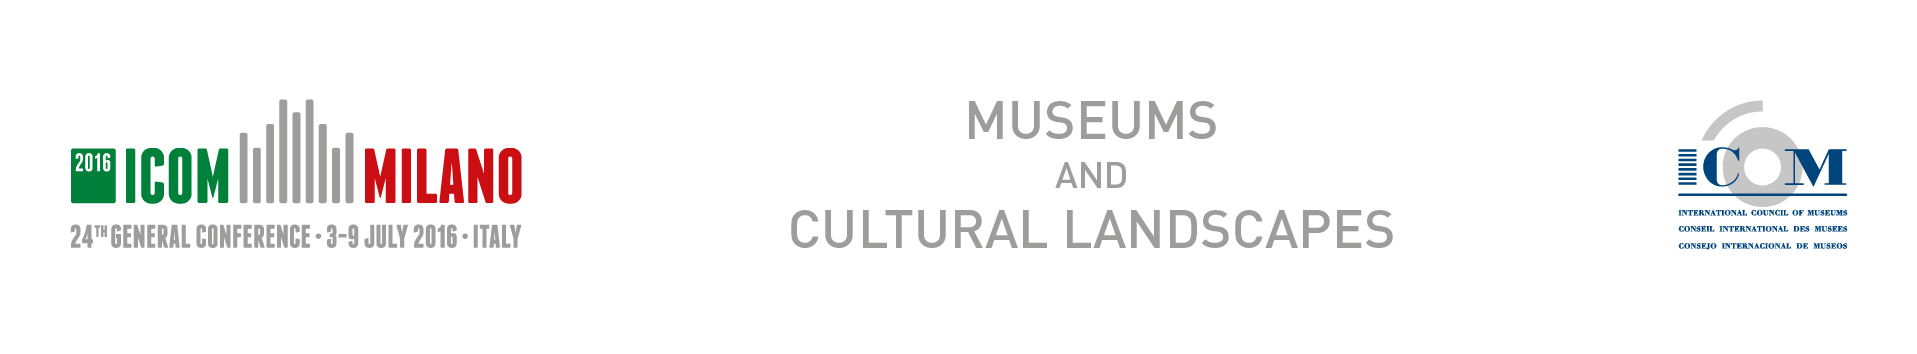 2016 ICOM MILANO
24TH GENERAL CONFERENCE · 3-9 JULY 2016 · ITALY
MUSEUMS
AND
CULTURAL LANDSCAPES
ICOM
INTERNATIONAL COUNCIL OF MUSEUMS
CONSEIL INTERNATIONAL DES MUSEES
CONSEJO INTERNACIONAL DE MUSEOS